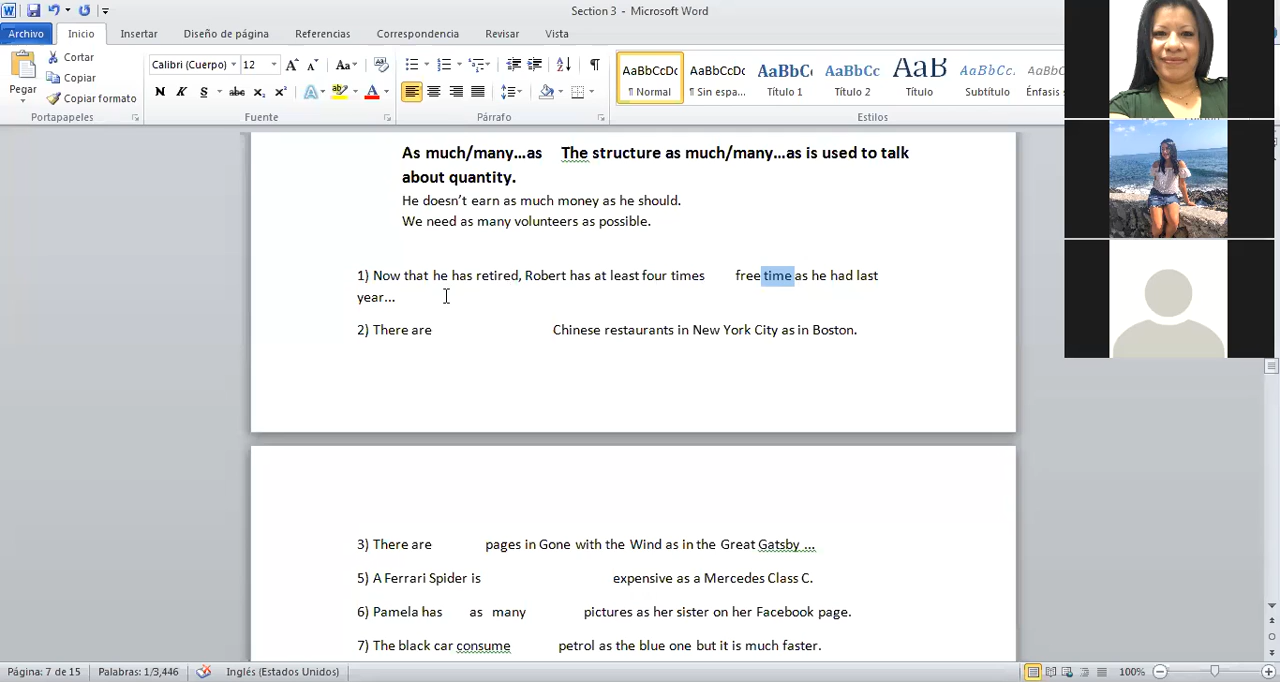 Section 3 - Microsoft Word
Archivo Inicio Insertar Diseño de página Referencias Correspondencia Revisar Vista
Pegar
Cortar
Copiar
Copiar formato
Portapapeles
Calibri (Cuerpo) 12
Aa
N K S abc x₂ x² A A
Fuente
Párrafo
AaBbCcDc AaBbCcDc AaBbC AaBbCc AaB AaBbCc. AaBbC
¶ Normal ¶ Sin espa... Título 1 Título 2 Título Subtítulo Énfasis
Estilos
As much/many…as The structure as much/many…as is used to talk
about quantity.
He doesn’t earn as much money as he should.
We need as many volunteers as possible.
1) Now that he has retired, Robert has at least four times free time as he had last
year…
2) There are Chinese restaurants in New York City as in Boston.
3) There are pages in Gone with the Wind as in the Great Gatsby …
5) A Ferrari Spider is expensive as a Mercedes Class C.
6) Pamela has as many pictures as her sister on her Facebook page.
7) The black car consume petrol as the blue one but it is much faster.
Página: 7 de 15 Palabras: 1/3,446 Inglés (Estados Unidos) 100%